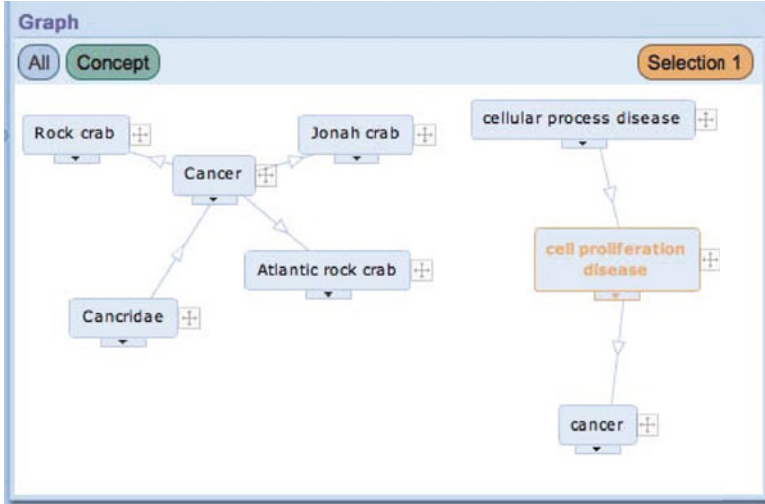 Graph
All
Concept
Selection 1
Rock crab
Jonah crab
cellular process disease
Cancer
cell proliferation
disease
Atlantic rock crab
Cancridae
cancer